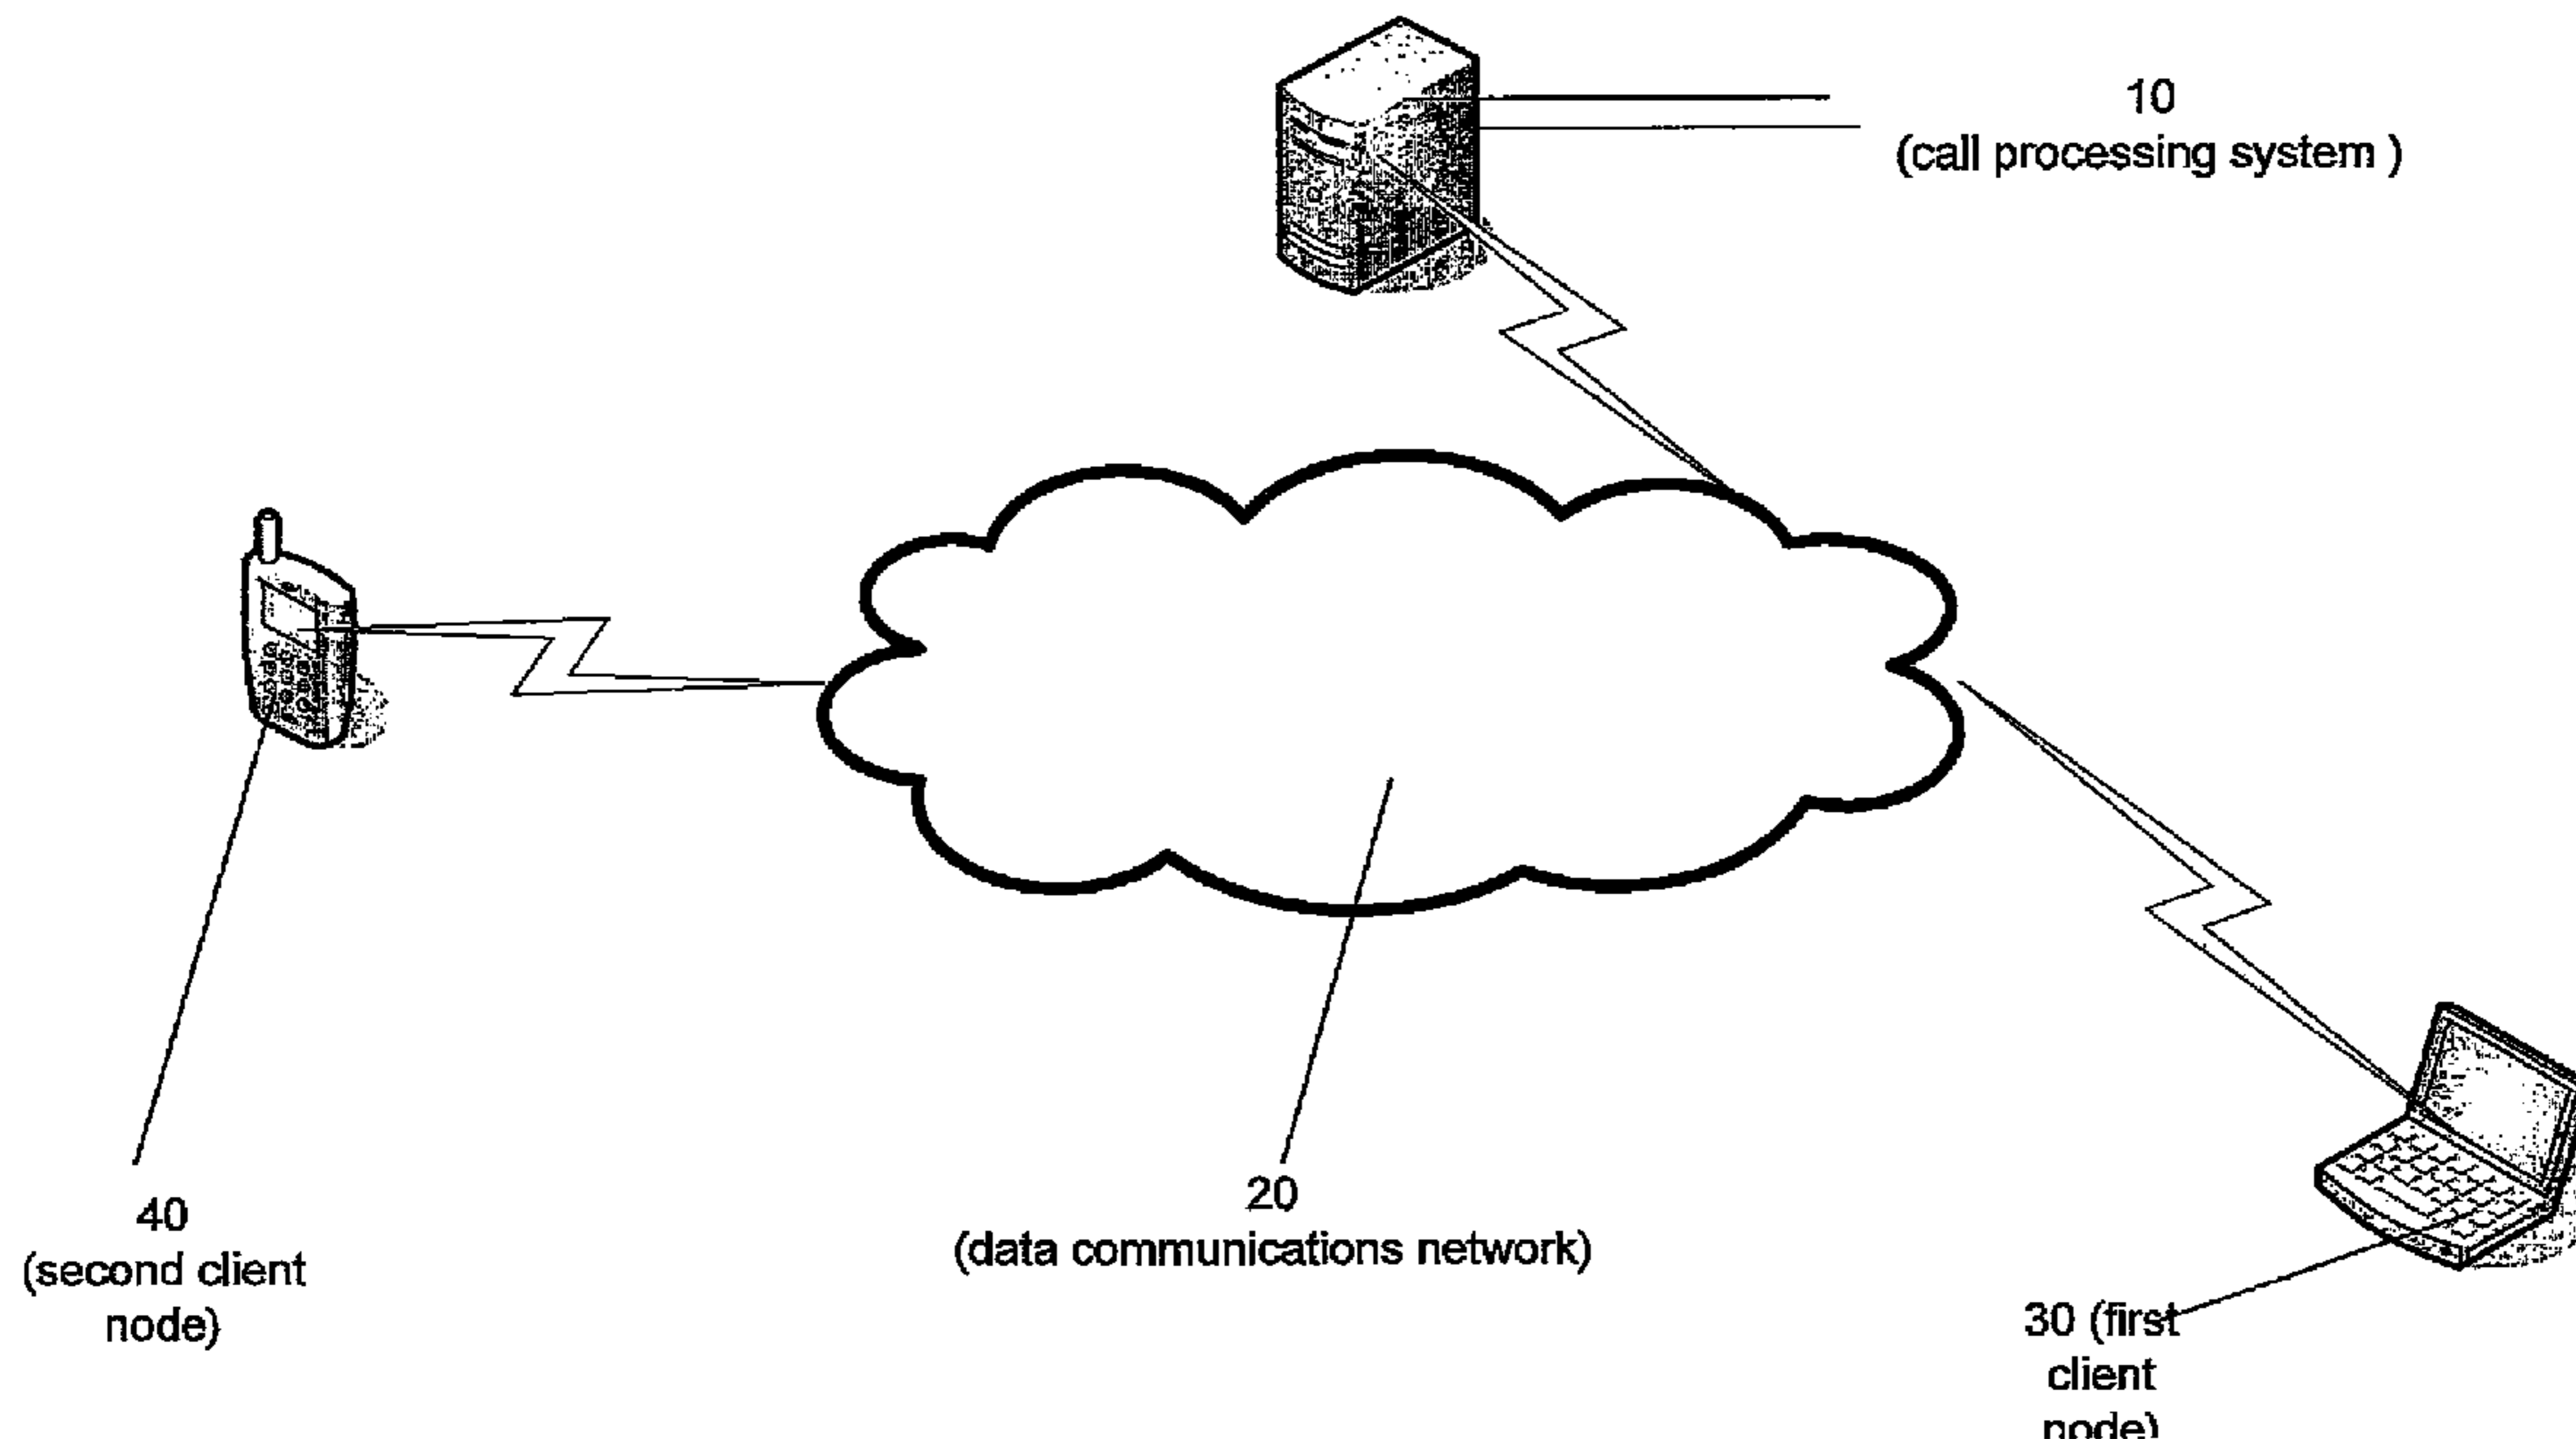 10
(call processing system )
40
(second client
node)
20
(data communications network)
30 (first
client
node)